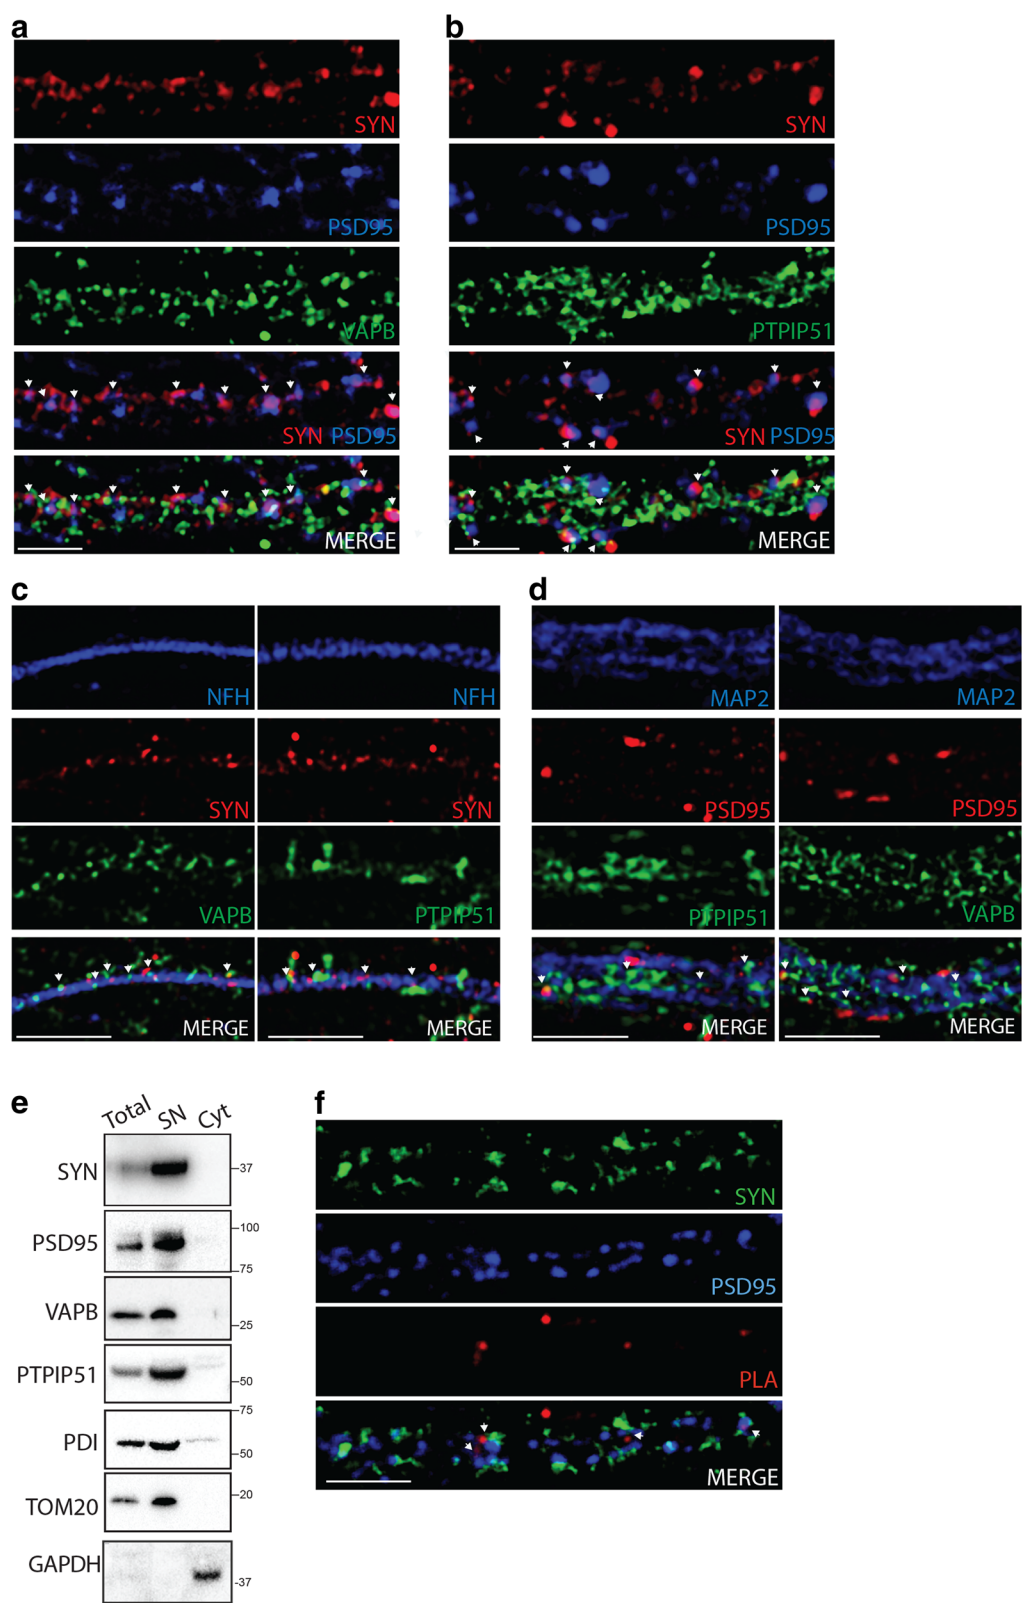 a
SYN
PSD95
VAPB
SYN PSD95
MERGE
b
SYN
PSD95
PTPIP51
SYN PSD95
MERGE
c
NFH
NFH
SYN
SYN
VAPB
PTPIP51
MERGE
MERGE
d
MAP2
MAP2
PSD95
PSD95
PTPIP51
VAPB
MERGE
MERGE
e
Total SN Cyt
SYN
37
PSD95
100
75
VAPB
25
PTPIP51
50
PDI
75
50
TOM20
20
GAPDH
37
f
SYN
PSD95
PLA
MERGE